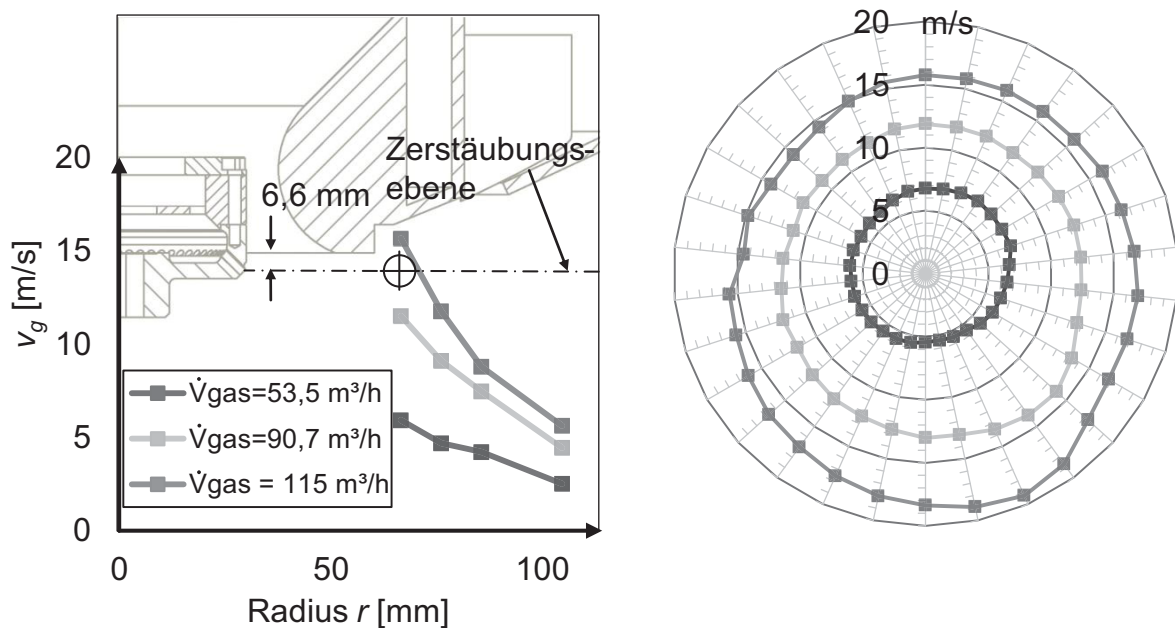 20
15
10
5
0
v_g [m/s]
0
50
100
Radius r [mm]
6,6 mm
Zerstäubungs-
ebene
V̇gas=53,5 m³/h
V̇gas=90,7 m³/h
V̇gas = 115 m³/h
20
m/s
15
10
5
0